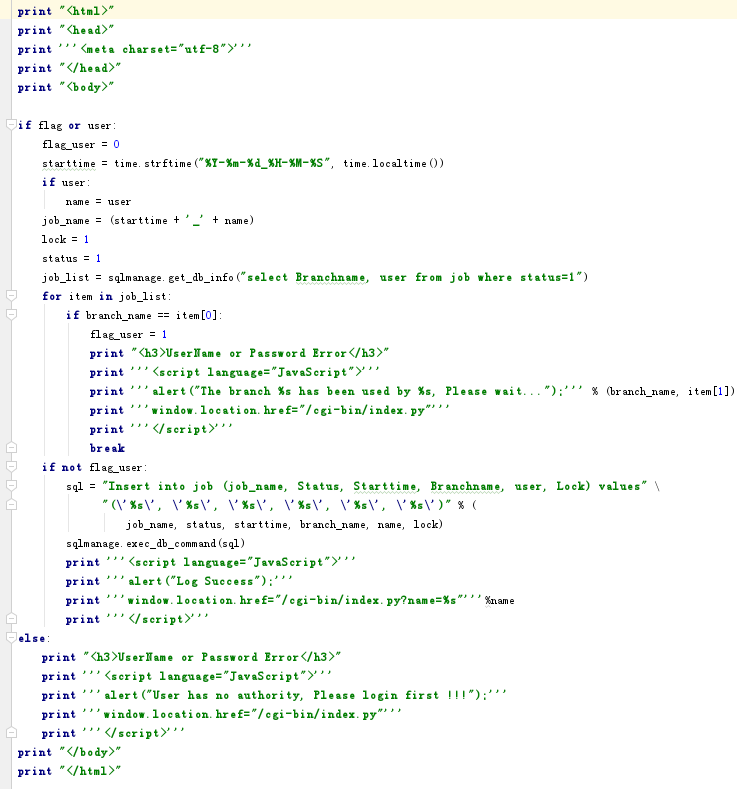 print "<html>"
print "<head>"
print '''<meta charset="utf-8">'''
print "</head>"
print "<body>"
if flag or user:
    flag_user = 0
    starttime = time.strftime("%Y-%m-%d_%H-%M-%S", time.localtime())
    if user:
        name = user
    job_name = (starttime + '_' + name)
    lock = 1
    status = 1
    job_list = sqlmanage.get_db_info("select Branchname, user from job where status=1")
    for item in job_list:
        if branch_name == item[0]:
            flag_user = 1
            print "<h3>UserName or Password Error</h3>"
            print '''<script language="JavaScript">'''
            print '''alert("The branch %s has been used by %s, Please wait...");''' % (branch_name, item[1])
            print '''window.location.href="/cgi-bin/index.py"'''
            print '''</script>'''
            break
    if not flag_user:
        sql = "Insert into job (job_name, Status, Starttime, Branchname, user, Lock) values" \
              "(\'%s\', \'%s\', \'%s\', \'%s\', \'%s\', \'%s\')" % (
                  job_name, status, starttime, branch_name, name, lock)
        sqlmanage.exec_db_command(sql)
        print '''<script language="JavaScript">'''
        print '''alert("Log Success");'''
        print '''window.location.href="/cgi-bin/index.py?name=%s"'''%name
        print '''</script>'''
else:
    print "<h3>UserName or Password Error</h3>"
    print '''<script language="JavaScript">'''
    print '''alert("User has no authority, Please login first !!!");'''
    print '''window.location.href="/cgi-bin/index.py"'''
    print '''</script>'''
print "</body>"
print "</html>"